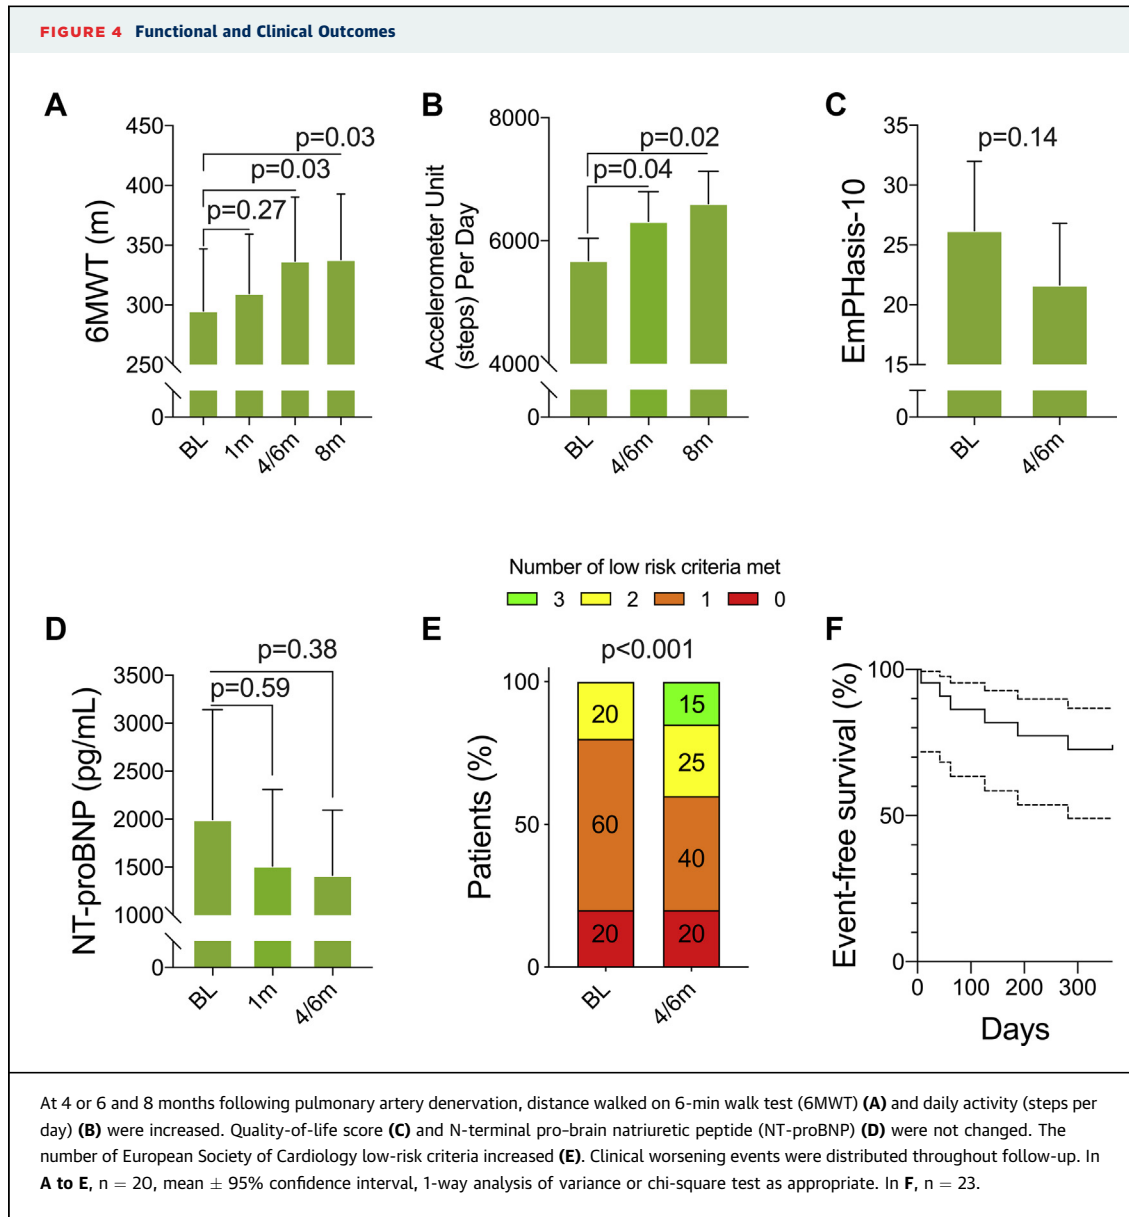 FIGURE 4 Functional and Clinical Outcomes
A
6MWT (m)
450
400
350
300
250
0
p=0.03
p=0.03
p=0.27
BL
1m
4/6m
8m
B
Accelerometer Unit
(steps) Per Day
8000
6000
4000
0
p=0.02
p=0.04
BL
4/6m
8m
C
EmPHasis-10
35
30
25
20
15
0
p=0.14
BL
4/6m
D
NT-proBNP (pg/mL)
3500
3000
2500
2000
1500
1000
0
p=0.38
p=0.59
BL
1m
4/6m
Number of low risk criteria met
3 2 1 0
E
p<0.001
Patients (%)
100
50
0
20
60
20
15
25
40
20
BL
4/6m
F
Event-free survival (%)
100
50
0
0 100 200 300
Days
At 4 or 6 and 8 months following pulmonary artery denervation, distance walked on 6-min walk test (6MWT) (A) and daily activity (steps per
day) (B) were increased. Quality-of-life score (C) and N-terminal pro–brain natriuretic peptide (NT-proBNP) (D) were not changed. The
number of European Society of Cardiology low-risk criteria increased (E). Clinical worsening events were distributed throughout follow-up. In
A to E, n = 20, mean ± 95% confidence interval, 1-way analysis of variance or chi-square test as appropriate. In F, n = 23.